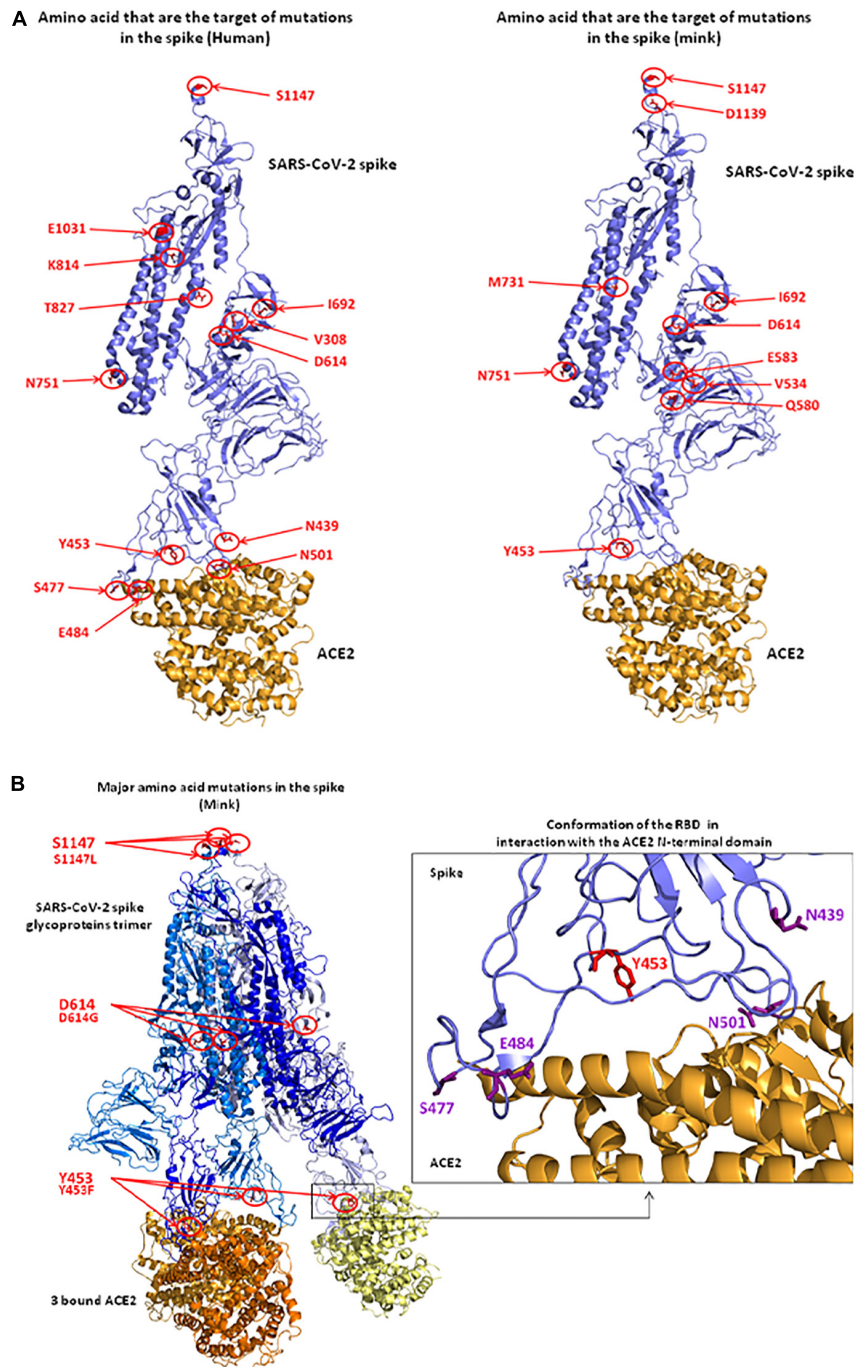 A
Amino acid that are the target of mutations
in the spike (Human)
Amino acid that are the target of mutations
in the spike (mink)
S1147
SARS-CoV-2 spike
E1031
K814
T827
I692
V308
D614
N751
N439
Y453
N501
S477
E484
ACE2
S1147
D1139
SARS-CoV-2 spike
M731
I692
D614
E583
N751
V534
Q580
Y453
ACE2
B
Major amino acid mutations in the spike
(Mink)
S1147
S1147L
SARS-CoV-2 spike
glycoproteins trimer
D614
D614G
Y453
Y453F
3 bound ACE2
Conformation of the RBD in
interaction with the ACE2 N-terminal domain
Spike
N439
Y453
N501
E484
S477
ACE2